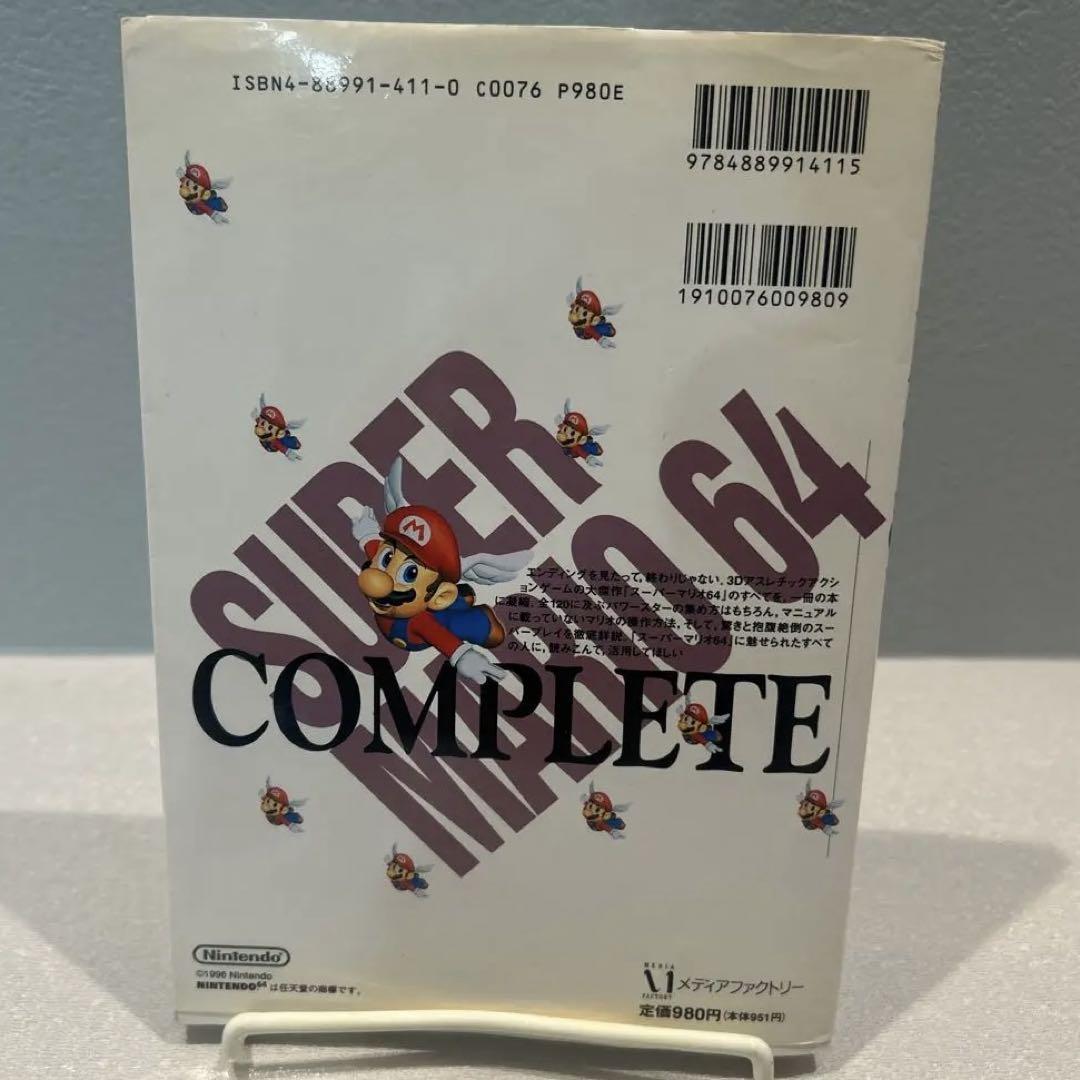 ISBN4-88991-411-0 C0076 P980E
9784889914115
1910076009809
SUPER
MARIO 64
エンディングを見たって,終わりじゃない. 3Dアスレチックアクシ
ョンゲームの大傑作「スーパーマリオ64」のすべてを,一冊の本
に凝縮.全120に及ぶパワースターの集め方はもちろん,マニュアル
に載っていないマリオの操作方法,そして,驚きと抱腹絶倒のスー
パープレイを徹底詳説.「スーパーマリオ64」に魅せられたすべて
の人に,読みこんで,活用してほしい
COMPLETE
Nintendo
©1996 Nintendo
NINTENDO64 は任天堂の商標です.
MEDIA
FACTORY
メディアファクトリー
定価980円(本体951円)